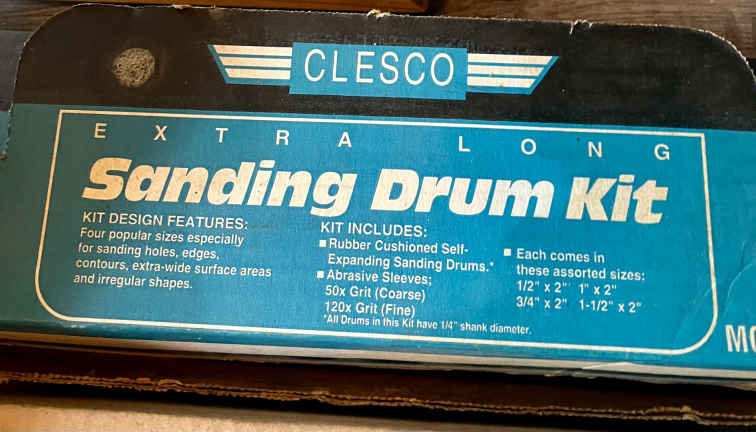 CLESCO
EXTRA LONG
Sanding Drum Kit
KIT DESIGN FEATURES:
Four popular sizes especially
for sanding holes, edges,
contours, extra-wide surface areas
and irregular shapes.
KIT INCLUDES:
■ Rubber Cushioned Self-
Expanding Sanding Drums.*
■ Abrasive Sleeves;
50x Grit (Coarse)
120x Grit (Fine)
*All Drums in this Kit have 1/4" shank diameter.
■ Each comes in
these assorted sizes:
1/2" x 2" 1" x 2"
3/4" x 2" 1-1/2" x 2"